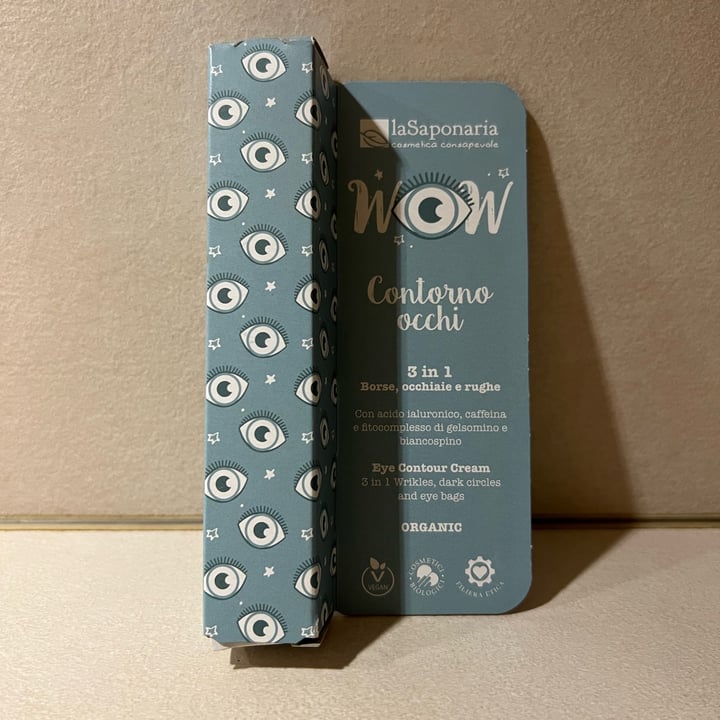 laSaponaria
cosmetica consapevole
WOW
Contorno
occhi
3 in 1
Borse, occhiaie e rughe
Con acido ialuronico, caffeina
e fitocomplesso di gelsomino e
biancospino
Eye Contour Cream
3 in 1 Wrikles, dark circles
and eye bags
ORGANIC
VEGAN
COSMETICI
BIOLOGICI
FILIERA ETICA